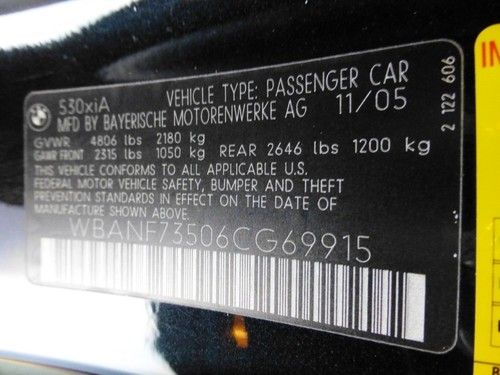 530xiA VEHICLE TYPE: PASSENGER CAR
MFD BY BAYERISCHE MOTORENWERKE AG 11/05
GVWR 4806 lbs 2180 kg
GAWR FRONT 2315 lbs 1050 kg REAR 2646 lbs 1200 kg
THIS VEHICLE CONFORMS TO ALL APPLICABLE U.S.
FEDERAL MOTOR VEHICLE SAFETY, BUMPER AND THEFT
PREVENTION STANDARDS IN EFFECT ON THE DATE OF
MANUFACTURE SHOWN ABOVE.
WBANF73506CG69915
2 122 606